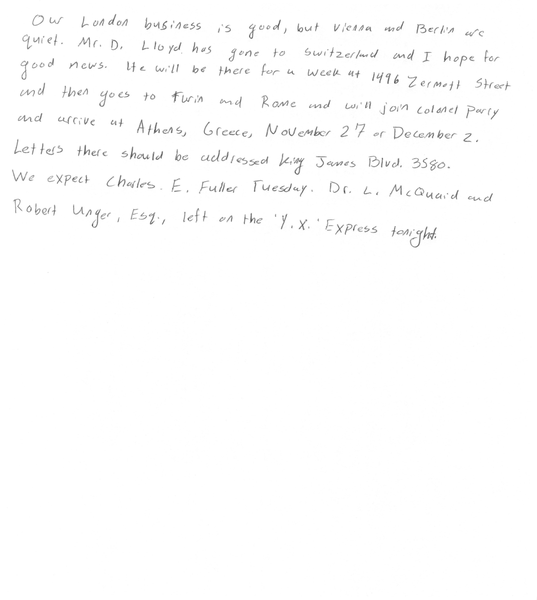 Our London business is good, but Vienna and Berlin are
quiet. Mr. D. Lloyd has gone to Switzerland and I hope for
good news. He will be there for a week at 1496 Zermott Street
and then goes to Turin and Rome and will join Colonel Parry
and arrive at Athens, Greece, November 27 or December 2.
Letters there should be addressed King James Blvd. 3580.
We expect Charles. E. Fuller Tuesday. Dr. L. McQuaid and
Robert Unger, Esq., left on the 'Y.X.' Express tonight.